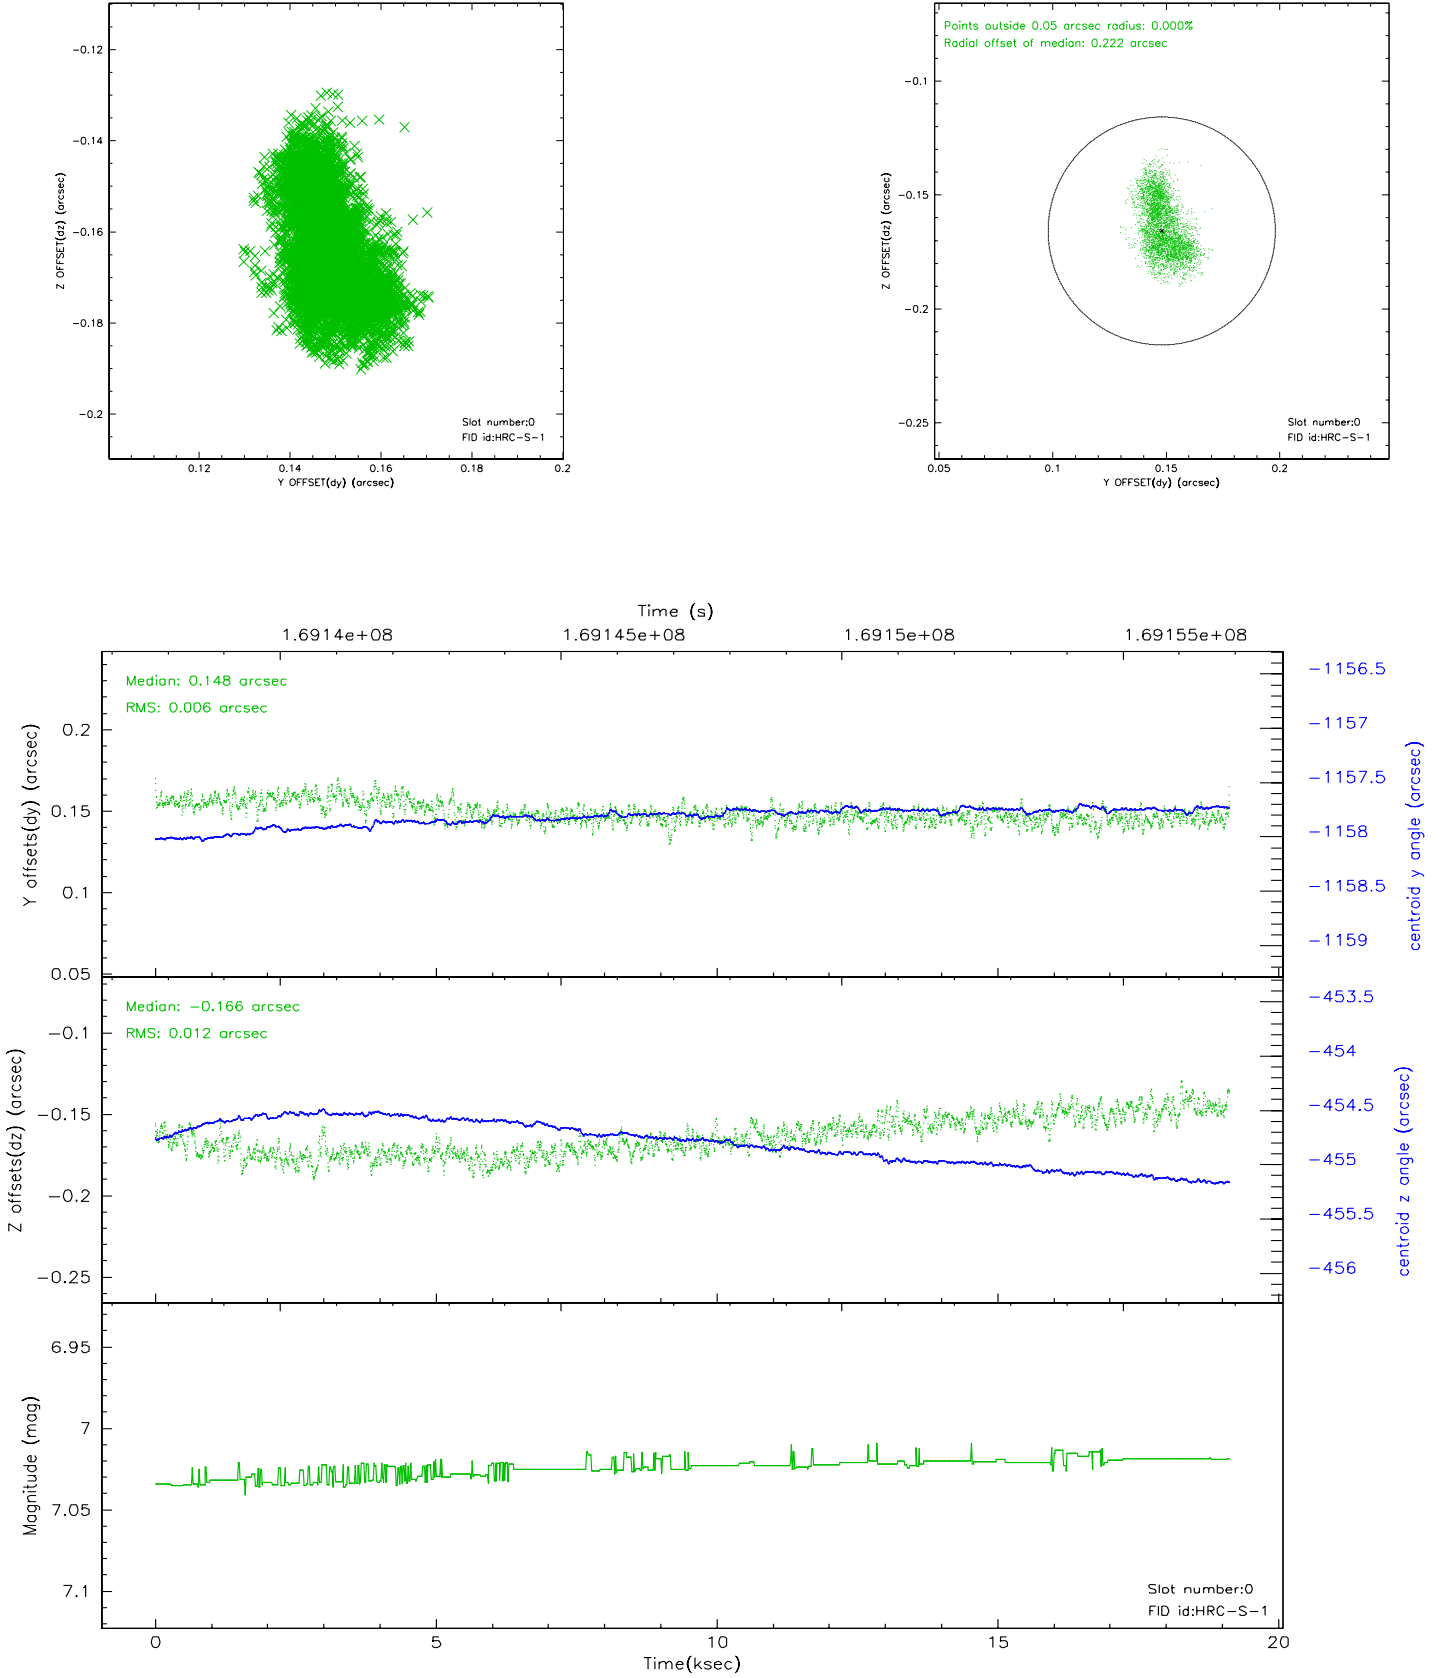 −0.12
−0.14
−0.16
−0.18
−0.2
Z OFFSET(dz) (arcsec)
Slot number:0
FID id:HRC−S−1
0.12 0.14 0.16 0.18 0.2
Y OFFSET(dy) (arcsec)
Points outside 0.05 arcsec radius: 0.000%
Radial offset of median: 0.222 arcsec
−0.1
−0.15
−0.2
−0.25
Z OFFSET(dz) (arcsec)
Slot number:0
FID id:HRC−S−1
0.05 0.1 0.15 0.2
Y OFFSET(dy) (arcsec)
Time (s)
1.6914e+08 1.69145e+08 1.6915e+08 1.69155e+08
Median: 0.148 arcsec
RMS: 0.006 arcsec
0.2
0.15
0.1
0.05
Y offsets(dy) (arcsec)
−1156.5
−1157
−1157.5
−1158
−1158.5
−1159
centroid y angle (arcsec)
Median: −0.166 arcsec
RMS: 0.012 arcsec
−0.1
−0.15
−0.2
−0.25
Z offsets(dz) (arcsec)
−453.5
−454
−454.5
−455
−455.5
−456
centroid z angle (arcsec)
6.95
7
7.05
7.1
Magnitude (mag)
Slot number:0
FID id:HRC−S−1
0 5 10 15 20
Time(ksec)